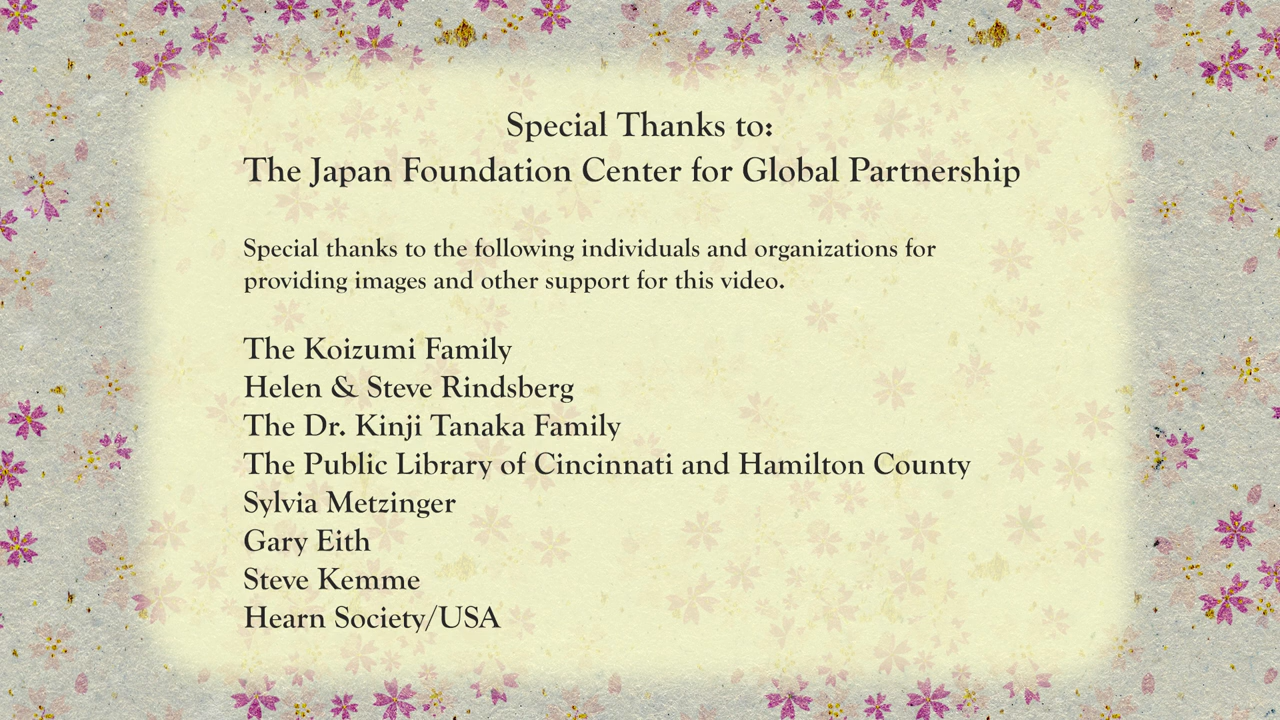 Special Thanks to:
The Japan Foundation Center for Global Partnership
Special thanks to the following individuals and organizations for
providing images and other support for this video.
The Koizumi Family
Helen & Steve Rindsberg
The Dr. Kinji Tanaka Family
The Public Library of Cincinnati and Hamilton County
Sylvia Metzinger
Gary Eith
Steve Kemme
Hearn Society/USA